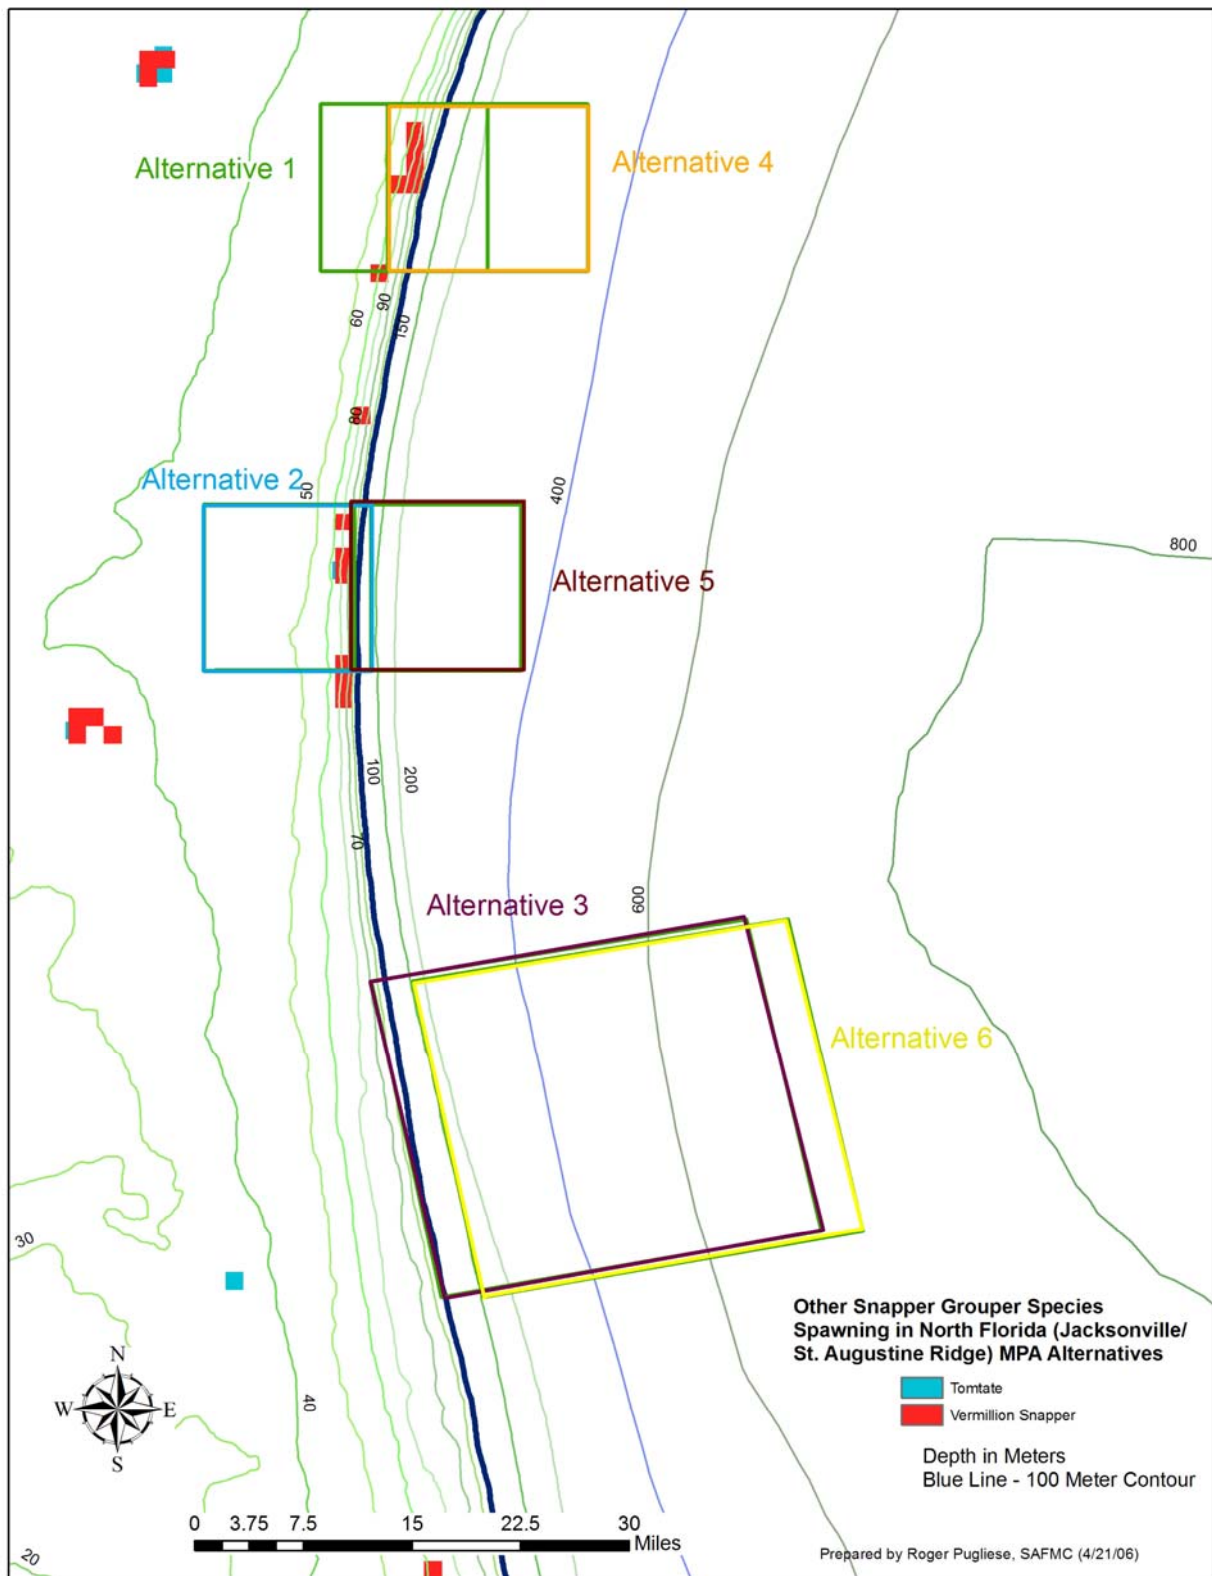 Alternative 1
Alternative 4
60
90
150
80
Alternative 2
50
400
800
Alternative 5
100
200
70
Alternative 3
600
Alternative 6
30
40
20
N
W
E
S
Other Snapper Grouper Species
Spawning in North Florida (Jacksonville/
St. Augustine Ridge) MPA Alternatives
Tomtate
Vermillion Snapper
Depth in Meters
Blue Line - 100 Meter Contour
0 3.75 7.5 15 22.5 30
Miles
Prepared by Roger Pugliese, SAFMC (4/21/06)